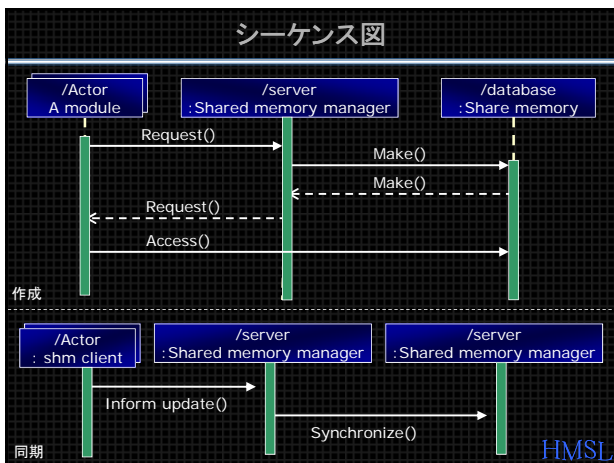 シーケンス図
/Actor
A module
/server
:Shared memory manager
/database
:Share memory
Request()
Make()
Make()
Request()
Access()
作成
/Actor
: shm client
/server
:Shared memory manager
/server
:Shared memory manager
Inform update()
Synchronize()
同期
HMSL